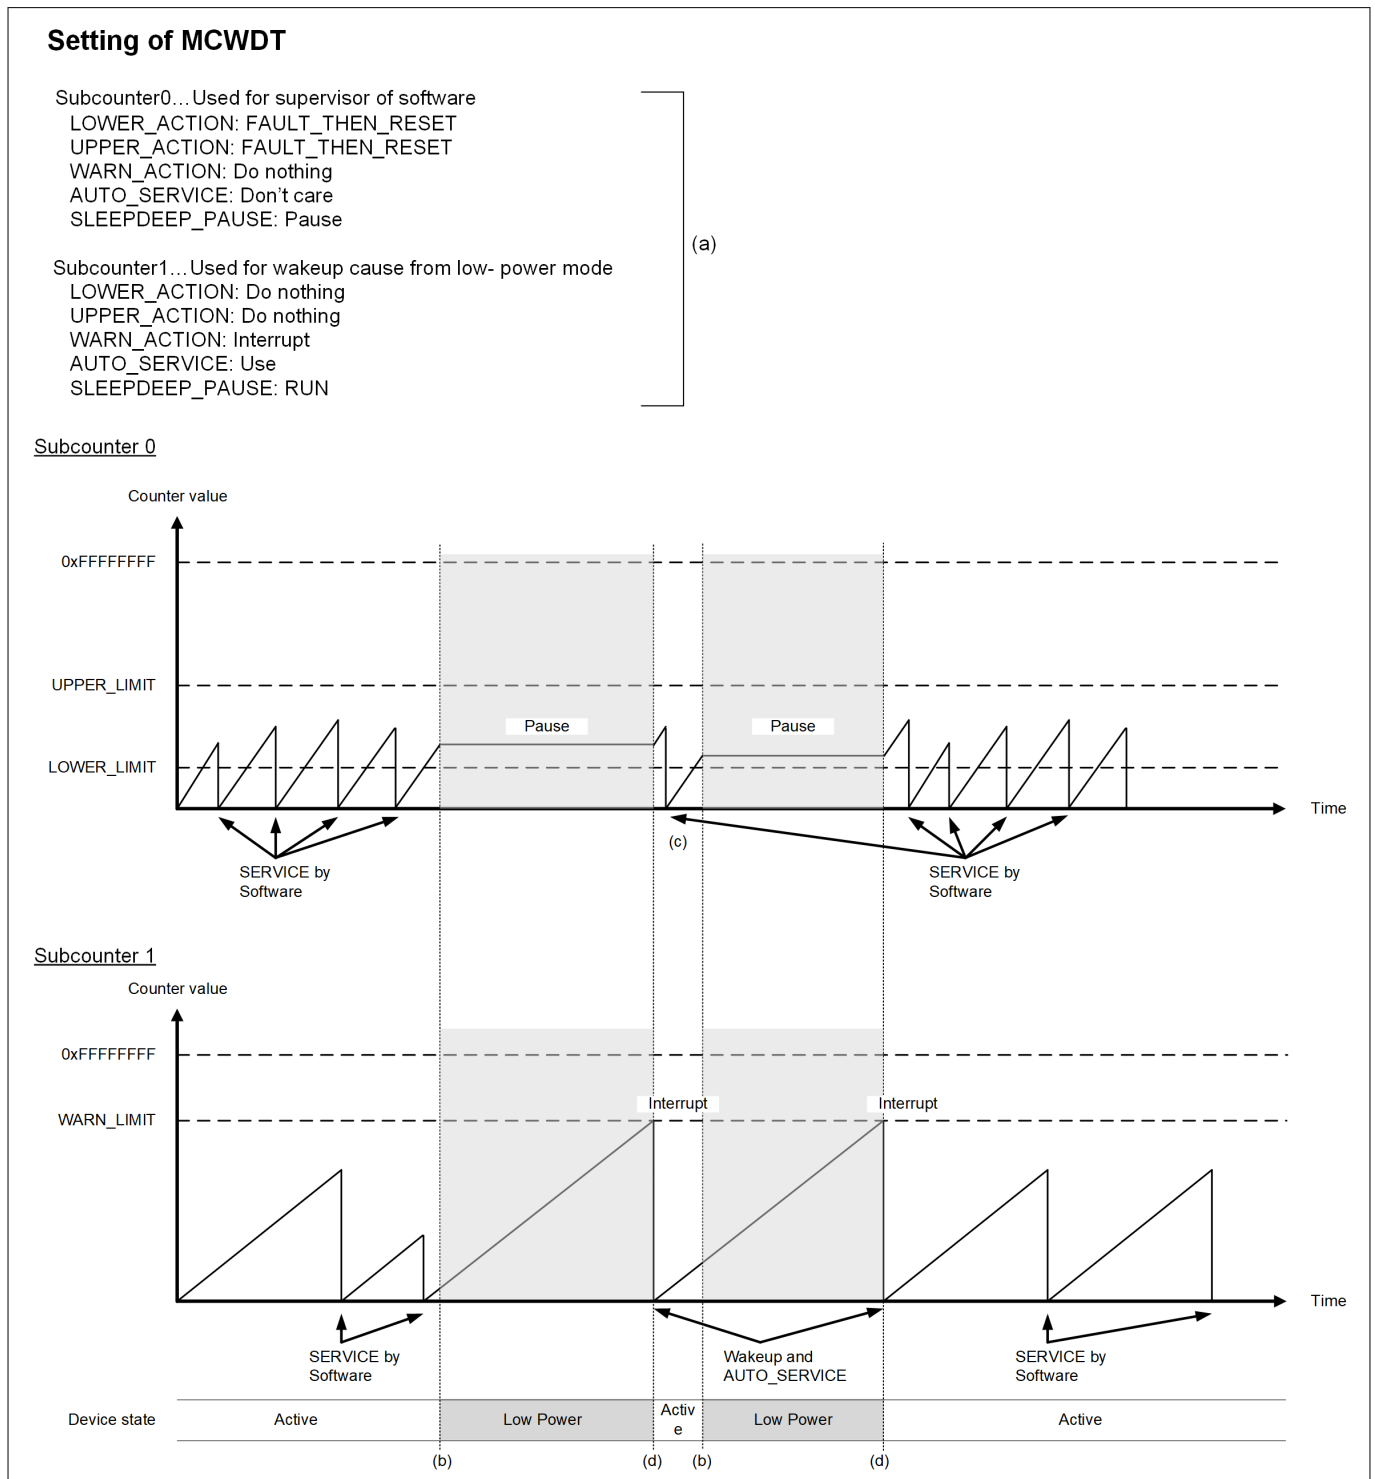 Setting of MCWDT
Subcounter0…Used for supervisor of software
LOWER_ACTION: FAULT_THEN_RESET
UPPER_ACTION: FAULT_THEN_RESET
WARN_ACTION: Do nothing
AUTO_SERVICE: Don’t care
SLEEPDEEP_PAUSE: Pause
(a)
Subcounter1…Used for wakeup cause from low- power mode
LOWER_ACTION: Do nothing
UPPER_ACTION: Do nothing
WARN_ACTION: Interrupt
AUTO_SERVICE: Use
SLEEPDEEP_PAUSE: RUN
Subcounter 0
Counter value
0xFFFFFFFF
UPPER_LIMIT
Pause
Pause
LOWER_LIMIT
Time
(c)
SERVICE by
Software
SERVICE by
Software
Subcounter 1
Counter value
0xFFFFFFFF
Interrupt
Interrupt
WARN_LIMIT
Time
SERVICE by
Software
Wakeup and
AUTO_SERVICE
SERVICE by
Software
Device state
Active
Low Power
Activ
e
Low Power
Active
(b)
(d)
(b)
(d)